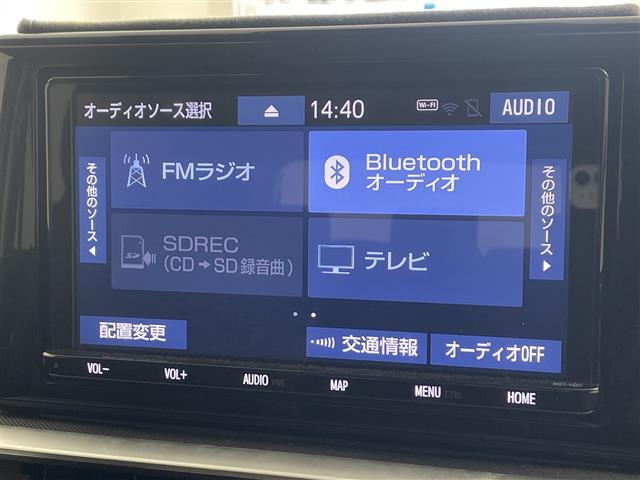 オーディオソース選択
14:40
Wi-Fi
AUDIO
その他のソース
FMラジオ
Bluetooth
オーディオ
その他のソース
SDREC
(CD→SD録音曲)
テレビ
配置変更
交通情報
オーディオOFF
VOL-
VOL+
AUDIO PWR
MAP
MENU CTRL
HOME